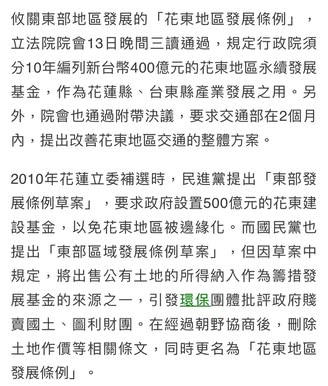 攸關東部地區發展的「花東地區發展條例」，
立法院院會13日晚間三讀通過，規定行政院須
分10年編列新台幣400億元的花東地區永續發展
基金，作為花蓮縣、台東縣產業發展之用。另
外，院會也通過附帶決議，要求交通部在2個月
內，提出改善花東地區交通的整體方案。
2010年花蓮立委補選時，民進黨提出「東部發
展條例草案」，要求政府設置500億元的花東建
設基金，以免花東地區被邊緣化。而國民黨也
提出「東部區域發展條例草案」，但因草案中
規定，將出售公有土地的所得納入作為籌措發
展基金的來源之一，引發環保團體批評政府賤
賣國土、圖利財團。在經過朝野協商後，刪除
土地作價等相關條文，同時更名為「花東地區
發展條例」。